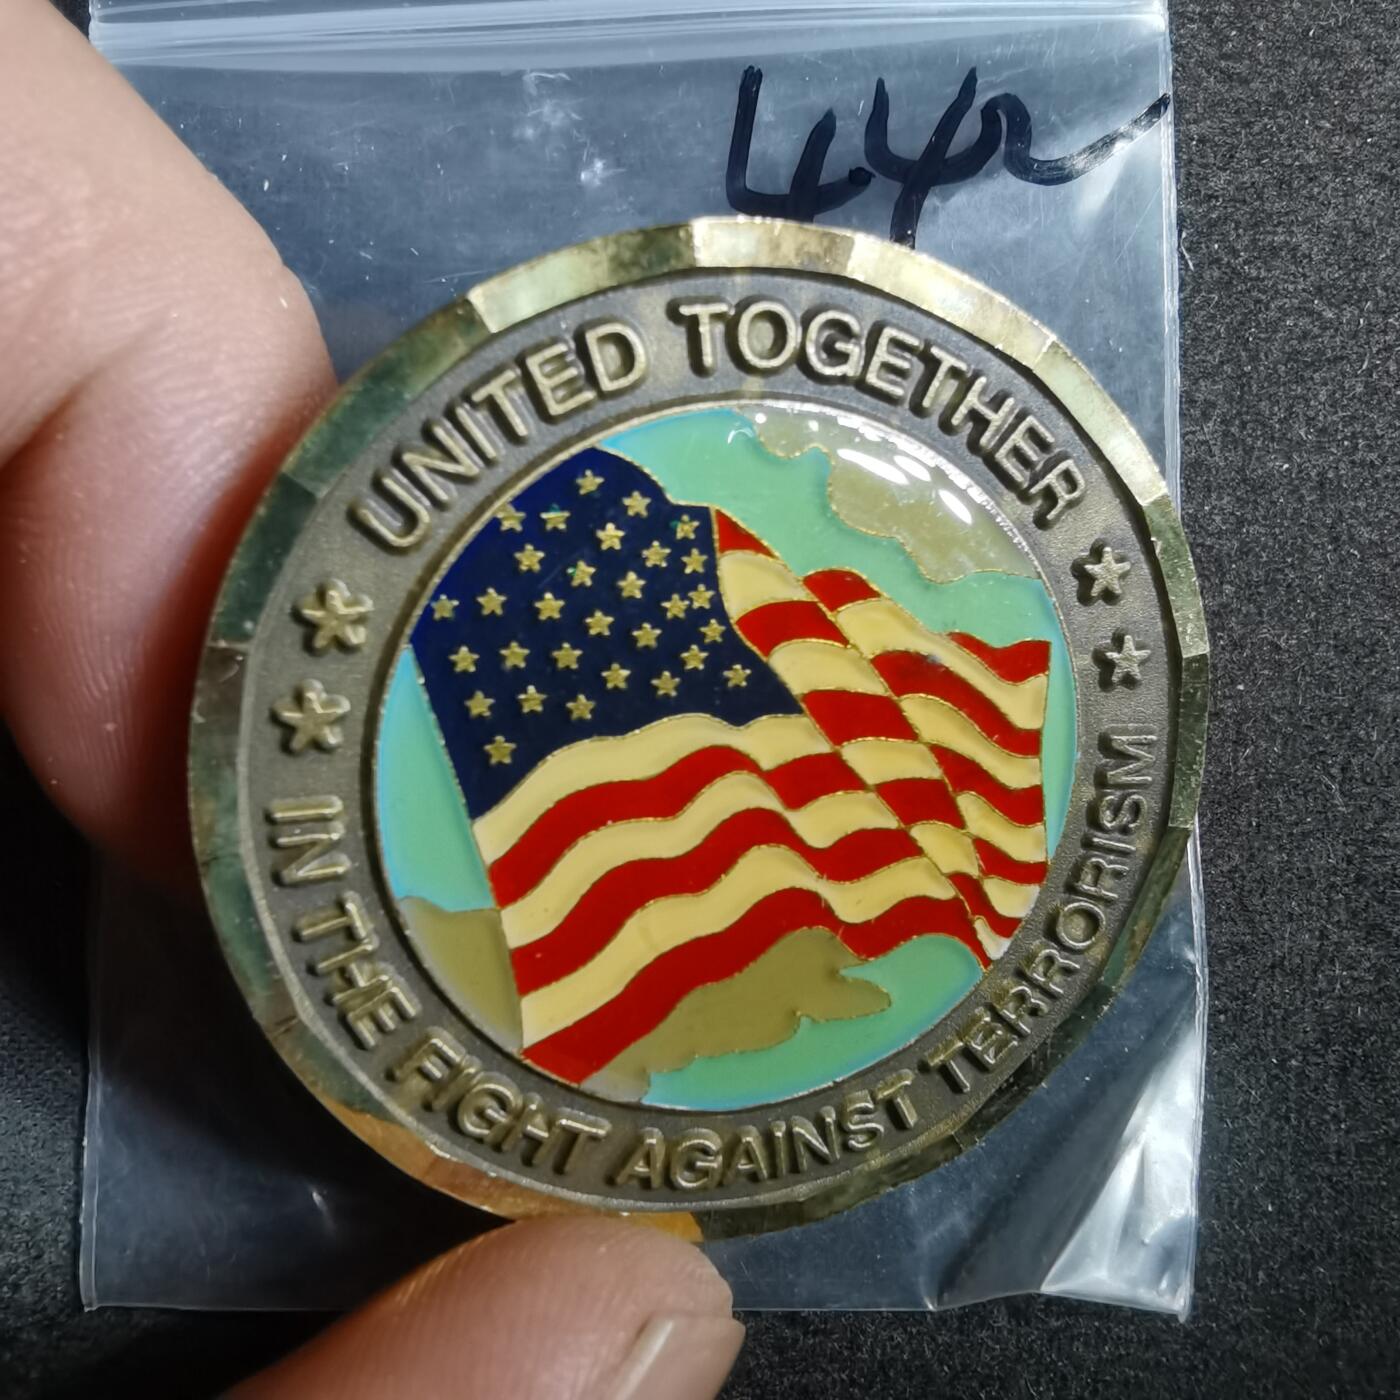 UNITED TOGETHER
IN THE FIGHT AGAINST TERRORISM